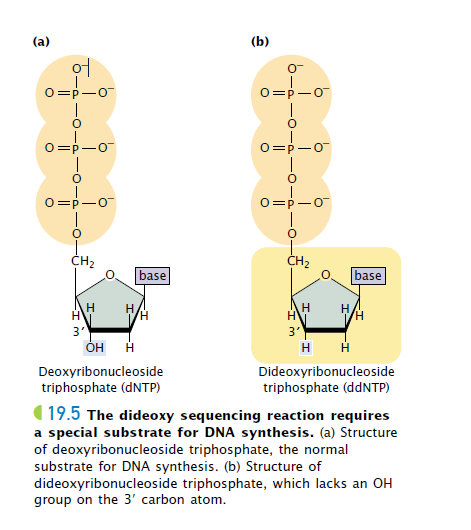 (a)
O⁻
O=P—O⁻
O
O=P—O⁻
O
O=P—O⁻
O
CH₂
O
base
H
H
H
H
3′
OH
H
Deoxyribonucleoside
triphosphate (dNTP)
(b)
O⁻
O=P—O⁻
O
O=P—O⁻
O
O=P—O⁻
O
CH₂
O
base
H
H
H
H
3′
H
H
Dideoxyribonucleoside
triphosphate (ddNTP)
19.5 The dideoxy sequencing reaction requires
a special substrate for DNA synthesis. (a) Structure
of deoxyribonucleoside triphosphate, the normal
substrate for DNA synthesis. (b) Structure of
dideoxyribonucleoside triphosphate, which lacks an OH
group on the 3′ carbon atom.